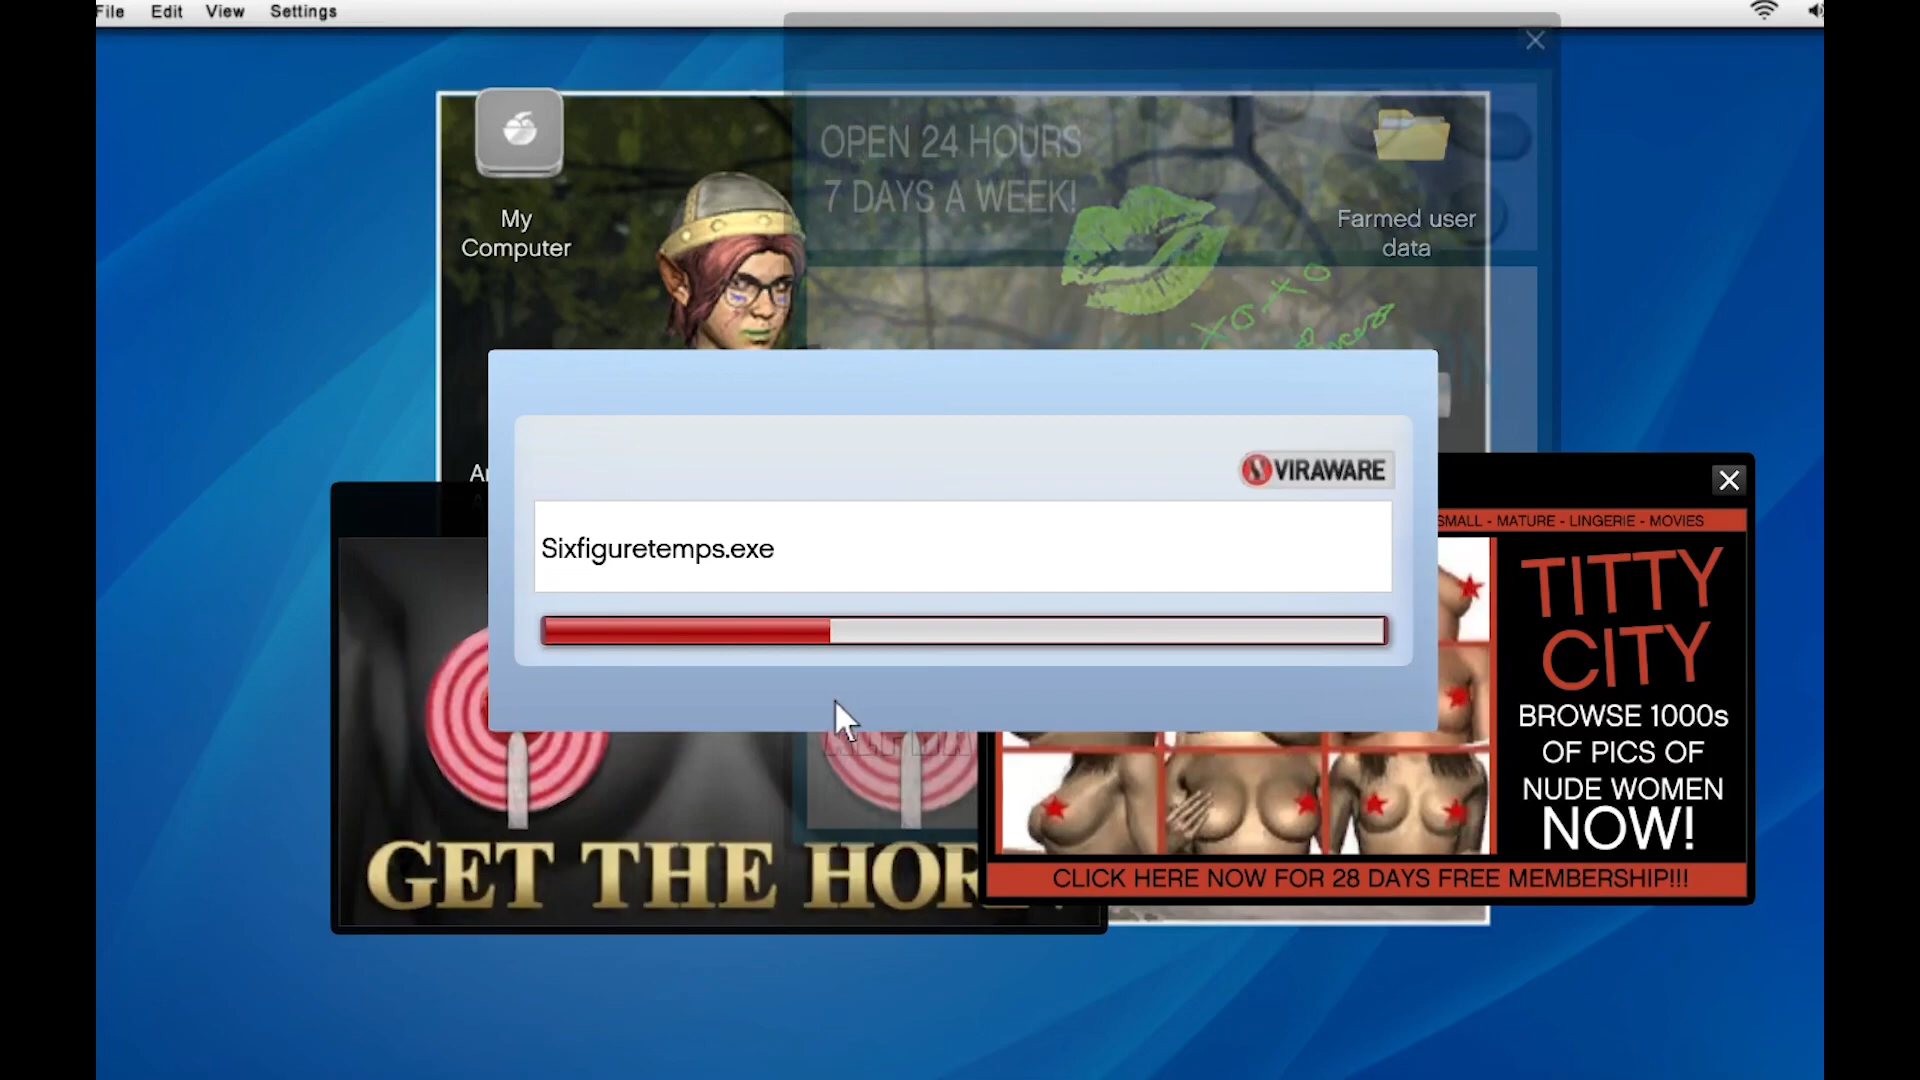 File Edit View Settings
OPEN 24 HOURS
7 DAYS A WEEK!
My
Computer
Farmed user
data
XOXO
VIRAWARE
Sixfiguretemps.exe
SMALL - MATURE - LINGERIE - MOVIES
TITTY
CITY
BROWSE 1000s
OF PICS OF
NUDE WOMEN
NOW!
CLICK HERE NOW FOR 28 DAYS FREE MEMBERSHIP!!!
GET THE HOR